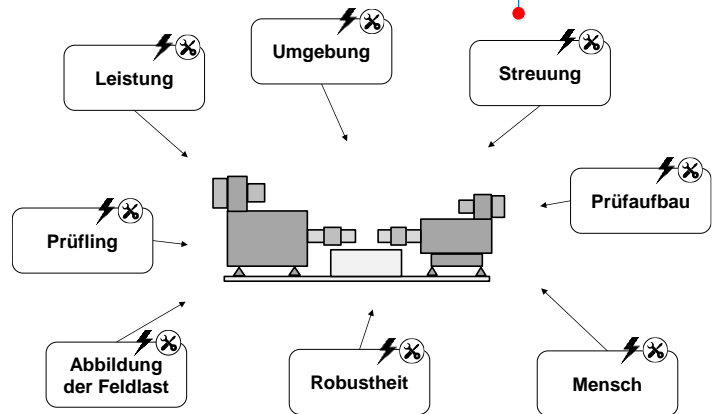 Umgebung
Leistung
Streuung
Prüfaufbau
Prüfling
Abbildung
der Feldlast
Robustheit
Mensch